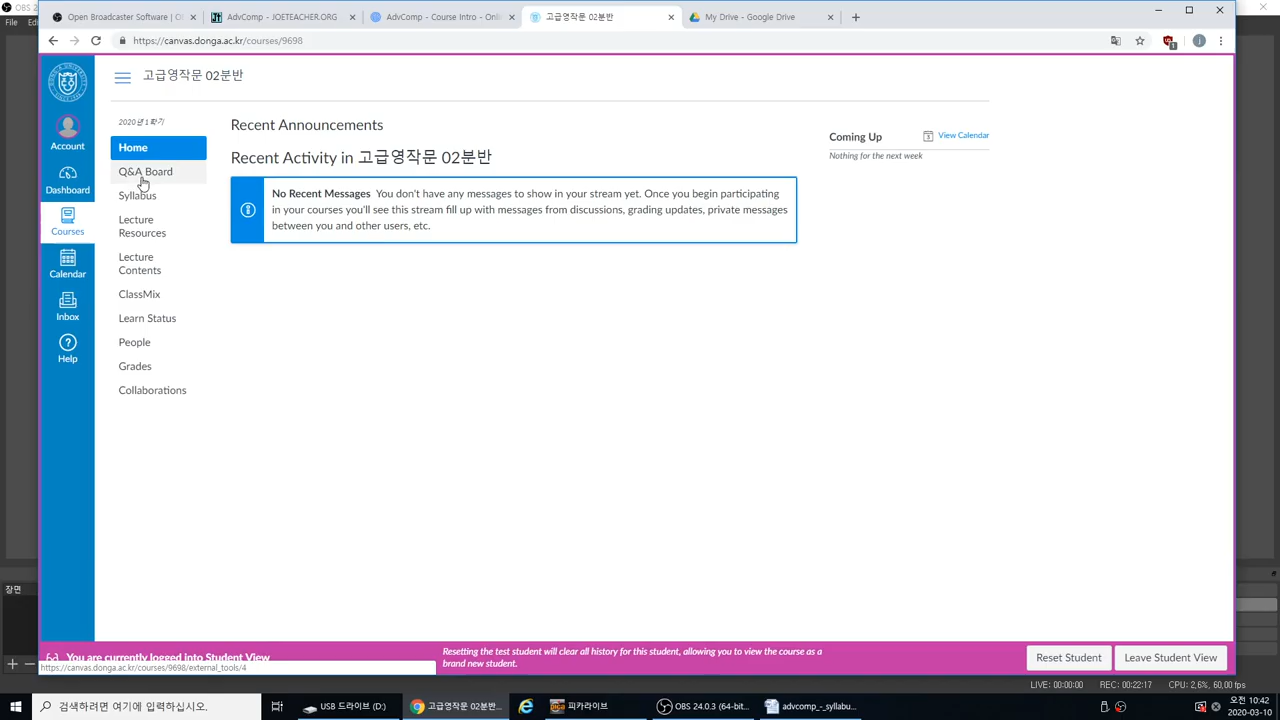 OBS
Open Broadcaster Software | O
AdvComp - JOETEACHER.ORG
AdvComp - Course Intro - Onli
고급영작문 02분반
My Drive - Google Drive
File
https://canvas.donga.ac.kr/courses/9698
고급영작문 02분반
2020년 1학기
Account
Dashboard
Courses
Calendar
Inbox
Help
Home
Q&A Board
Syllabus
Lecture
Resources
Lecture
Contents
ClassMix
Learn Status
People
Grades
Collaborations
Recent Announcements
Recent Activity in 고급영작문 02분반
No Recent Messages You don't have any messages to show in your stream yet. Once you begin participating
in your courses you'll see this stream fill up with messages from discussions, grading updates, private messages
between you and other users, etc.
Coming Up
View Calendar
Nothing for the next week
장면
You are currently logged into Student View
https://canvas.donga.ac.kr/courses/9698/external_tools/4
Resetting the test student will clear all history for this student, allowing you to view the course as a
brand new student.
Reset Student
Leave Student View
LIVE: 00:00:00
REC: 00:22:17
CPU: 2.6%, 60.00 fps
검색하려면 여기에 입력하십시오.
USB 드라이브 (D:)
고급영작문 02분반...
피카라이브
OBS 24.0.3 (64-bit...
advcomp_-_syllabu...
오전 10:42
2020-03-10